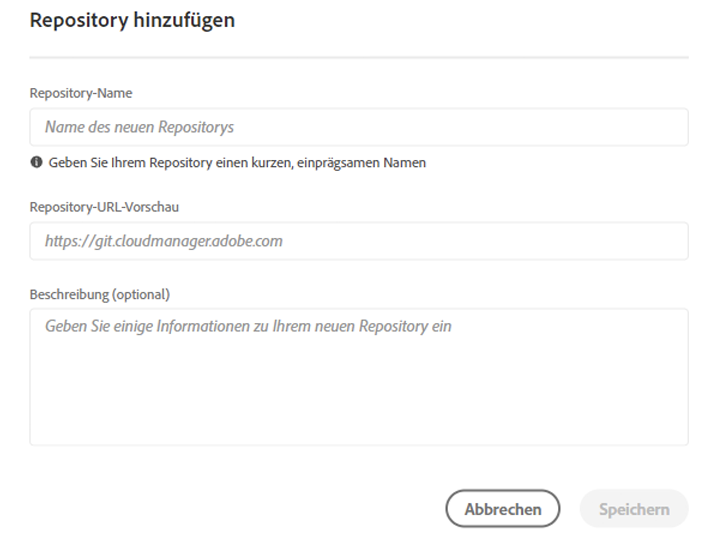 Repository hinzufügen
Repository-Name
Name des neuen Repositorys
Geben Sie Ihrem Repository einen kurzen, einprägsamen Namen
Repository-URL-Vorschau
https://git.cloudmanager.adobe.com
Beschreibung (optional)
Geben Sie einige Informationen zu Ihrem neuen Repository ein
Abbrechen Speichern